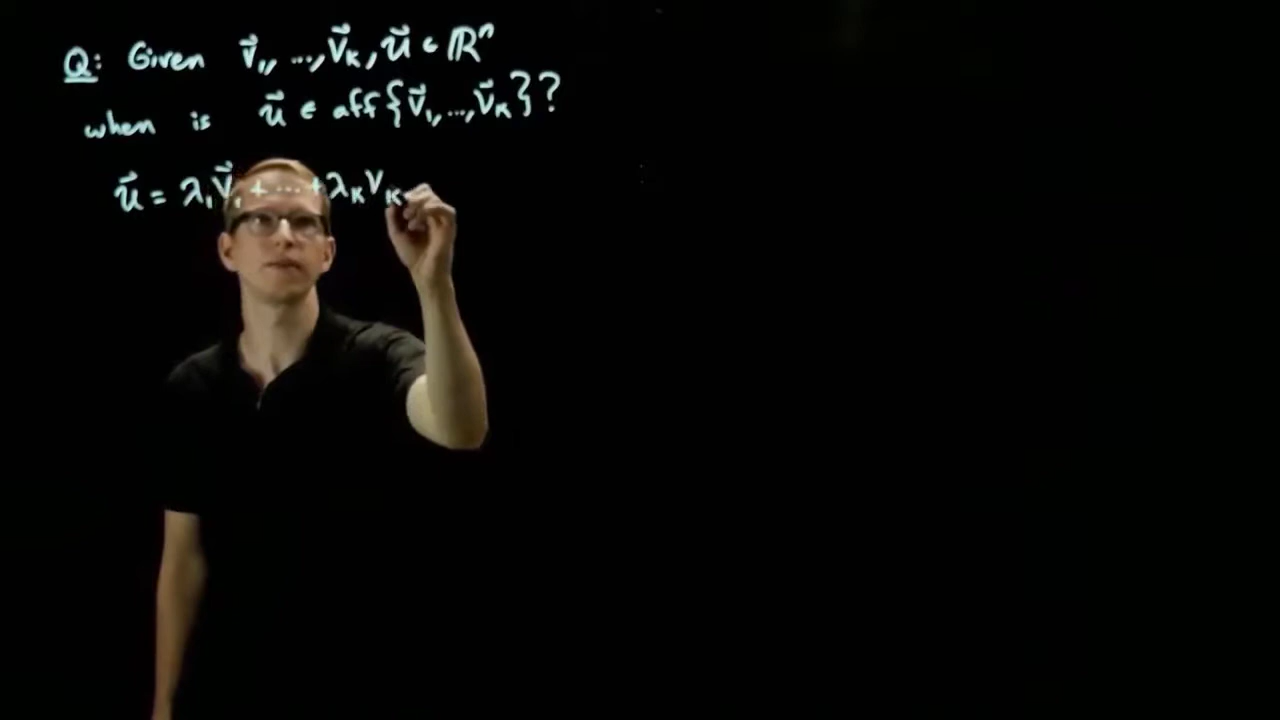 Q: Given v⃗₁, ..., v⃗ₖ, u⃗ ∈ ℝⁿ
when is u⃗ ∈ aff{v⃗₁, ..., v⃗ₖ}?
u⃗ = λ₁v⃗₁ + ... + λₖvₖ